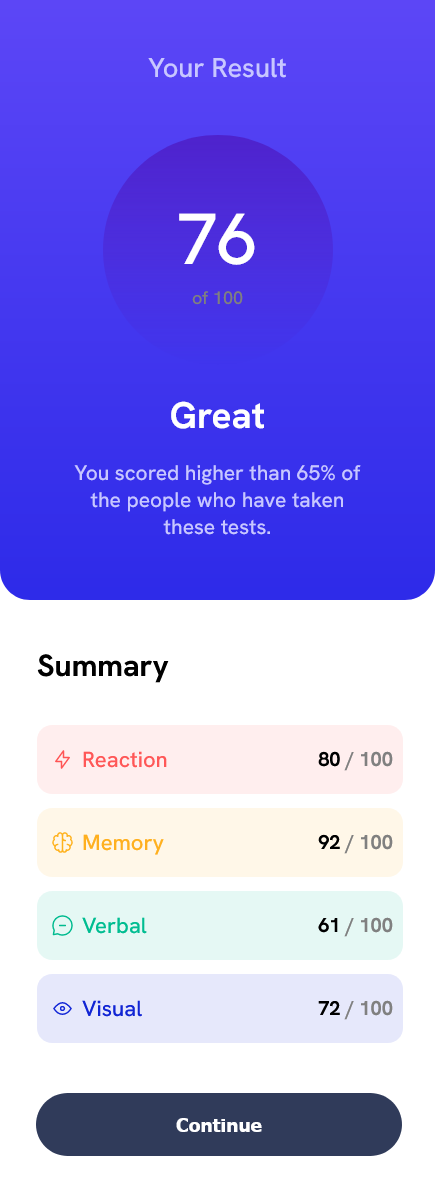 Your Result
76
of 100
Great
You scored higher than 65% of
the people who have taken
these tests.
Summary
Reaction 80 / 100
Memory 92 / 100
Verbal 61 / 100
Visual 72 / 100
Continue